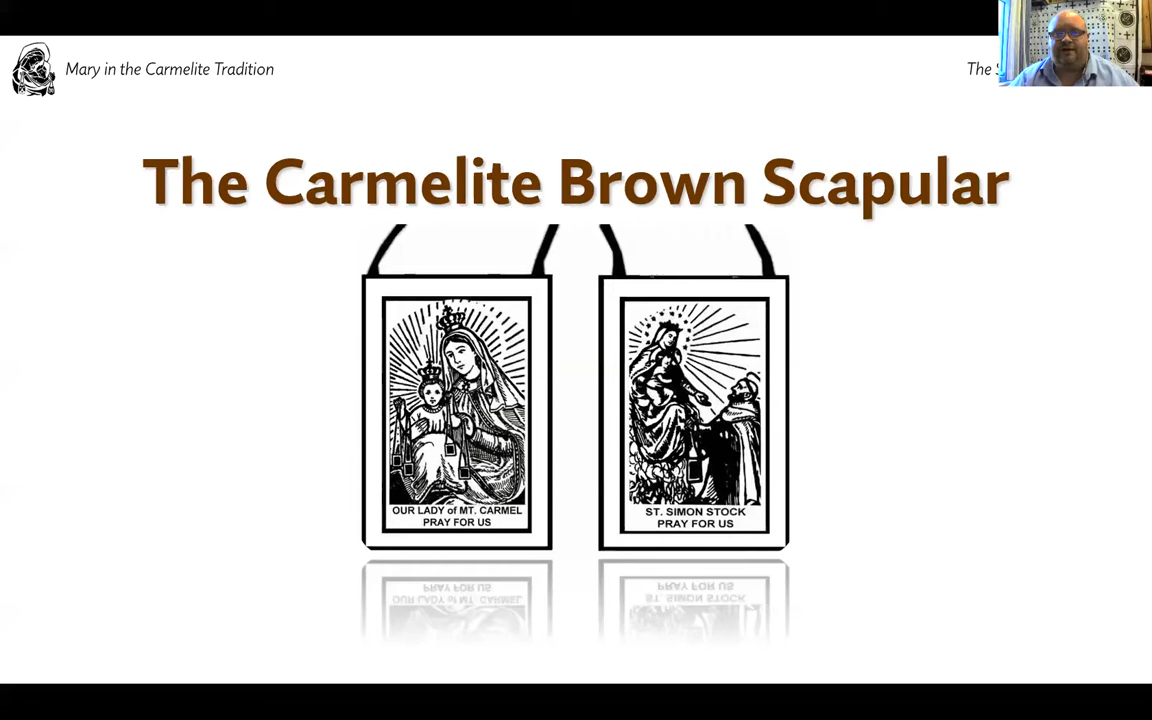 Mary in the Carmelite Tradition
The
The Carmelite Brown Scapular
OUR LADY of MT. CARMEL
PRAY FOR US
ST. SIMON STOCK
PRAY FOR US